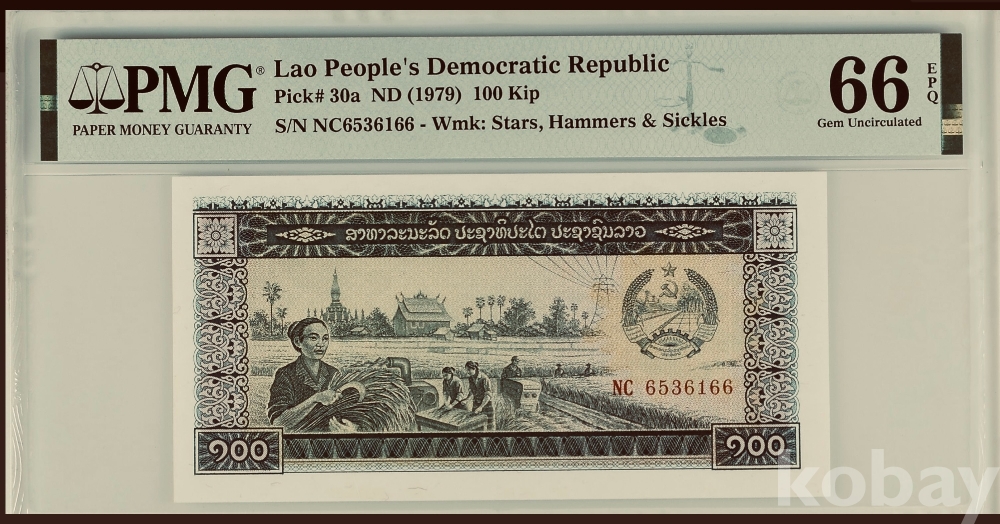 PMG®
PAPER MONEY GUARANTY
Lao People's Democratic Republic
Pick# 30a ND (1979) 100 Kip
S/N NC6536166 - Wmk: Stars, Hammers & Sickles
66
EPQ
Gem Uncirculated
ສາທາລະນະລັດ ປະຊາທິປະໄຕ ປະຊາຊົນລາວ
NC 6536166
໑໐໐
໑໐໐
kobay